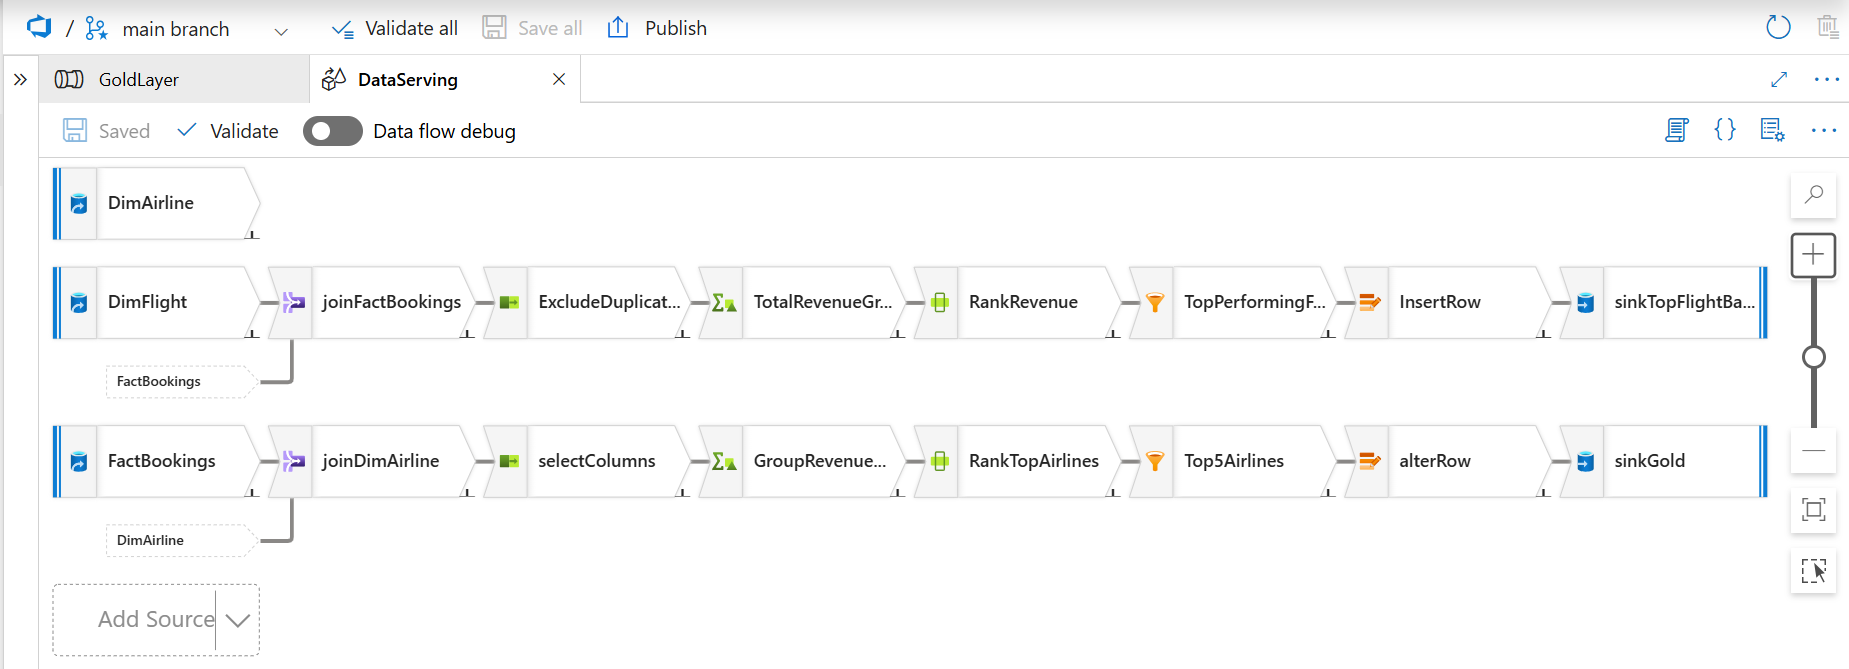 / main branch Validate all Save all Publish
GoldLayer DataServing
Saved Validate Data flow debug
DimAirline
DimFlight joinFactBookings ExcludeDuplicat... TotalRevenueGr... RankRevenue TopPerformingF... InsertRow sinkTopFlightBa...
FactBookings
FactBookings joinDimAirline selectColumns GroupRevenue... RankTopAirlines Top5Airlines alterRow sinkGold
DimAirline
Add Source